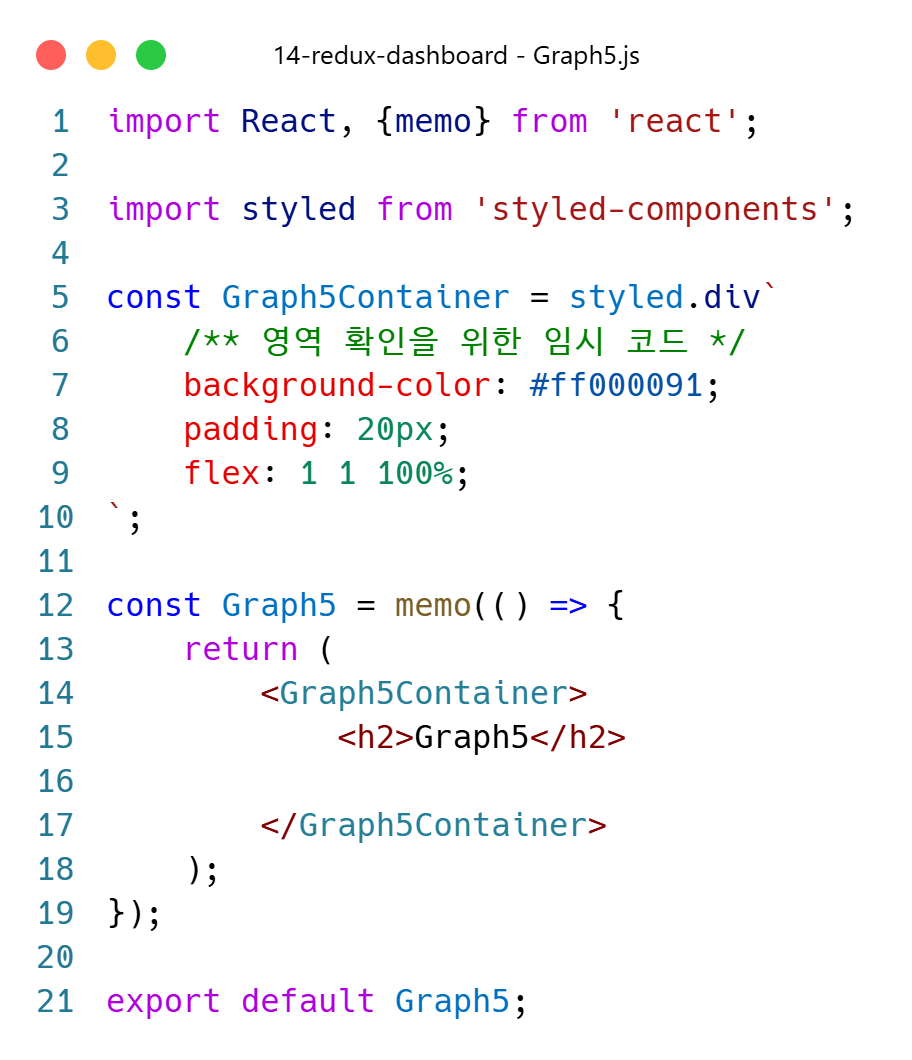 14-redux-dashboard - Graph5.js
1 import React, {memo} from 'react';
2
3 import styled from 'styled-components';
4
5 const Graph5Container = styled.div`
6     /** 영역 확인을 위한 임시 코드 */
7     background-color: #ff000091;
8     padding: 20px;
9     flex: 1 1 100%;
10 `;
11
12 const Graph5 = memo(() => {
13     return (
14         <Graph5Container>
15             <h2>Graph5</h2>
16
17         </Graph5Container>
18     );
19 });
20
21 export default Graph5;